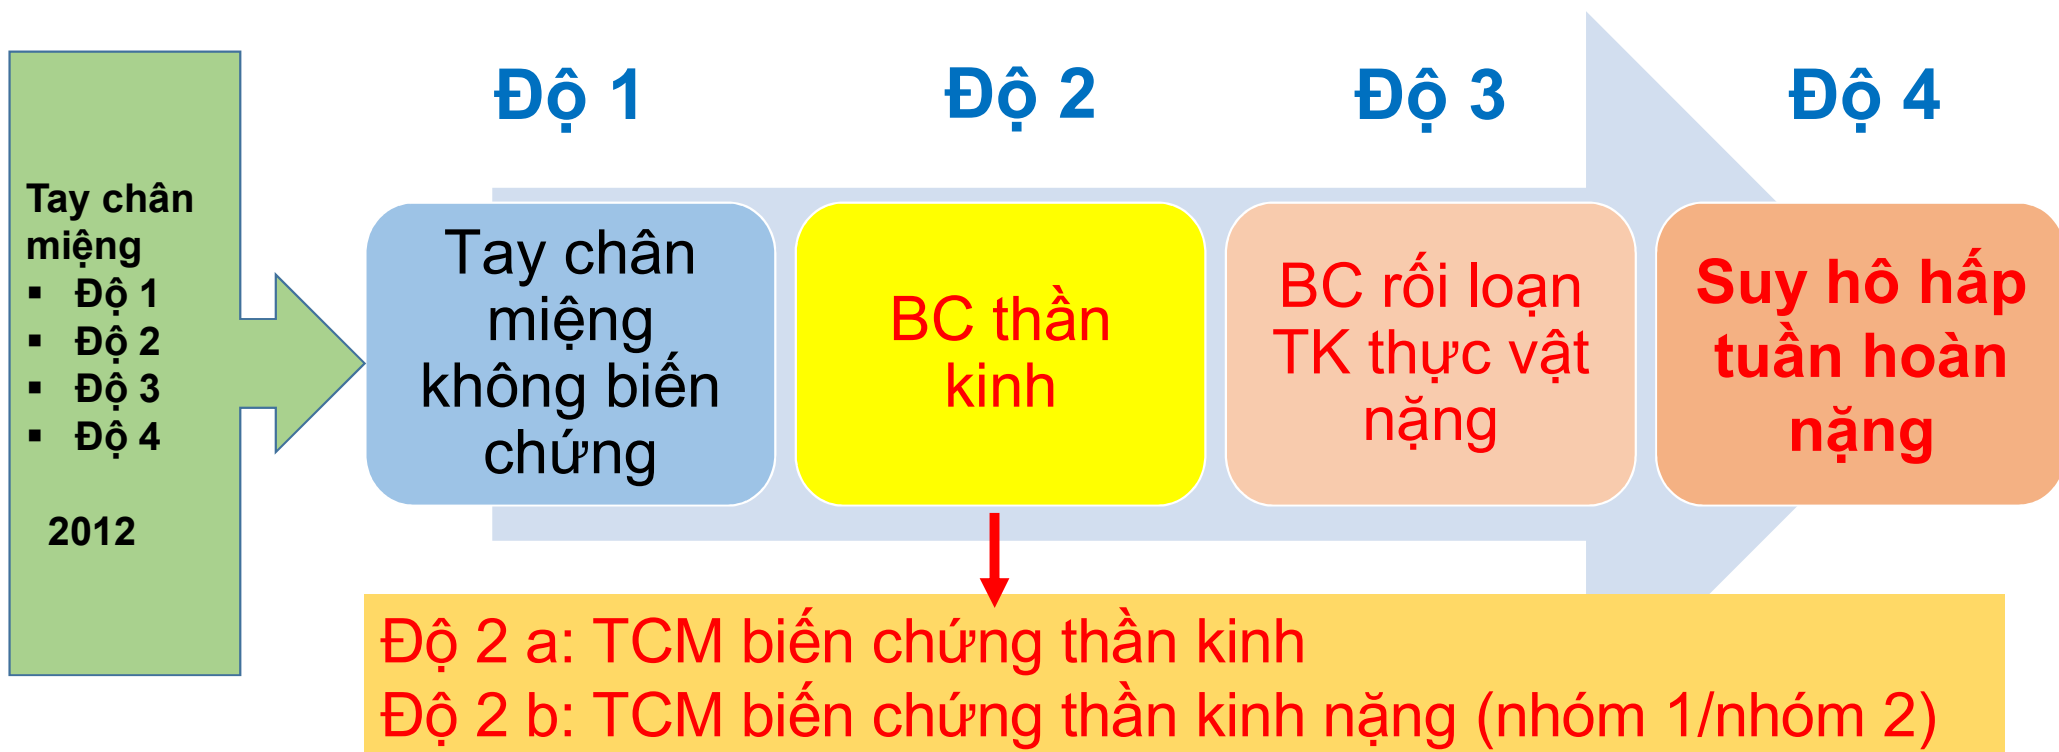 Tay chân
miệng
▪ Độ 1
▪ Độ 2
▪ Độ 3
▪ Độ 4
2012
Độ 1
Độ 2
Độ 3
Độ 4
Tay chân
miệng
không biến
chứng
BC thần
kinh
BC rối loạn
TK thực vật
nặng
Suy hô hấp
tuần hoàn
nặng
Độ 2 a: TCM biến chứng thần kinh
Độ 2 b: TCM biến chứng thần kinh nặng (nhóm 1/nhóm 2)